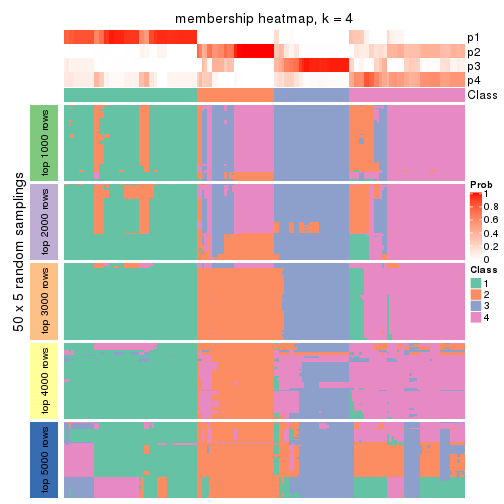 membership heatmap, k = 4
p1
p2
p3
p4
Class
50 x 5 random samplings
top 1000 rows
top 2000 rows
top 3000 rows
top 4000 rows
top 5000 rows
Prob
1
0.8
0.6
0.4
0.2
0
Class
1
2
3
4